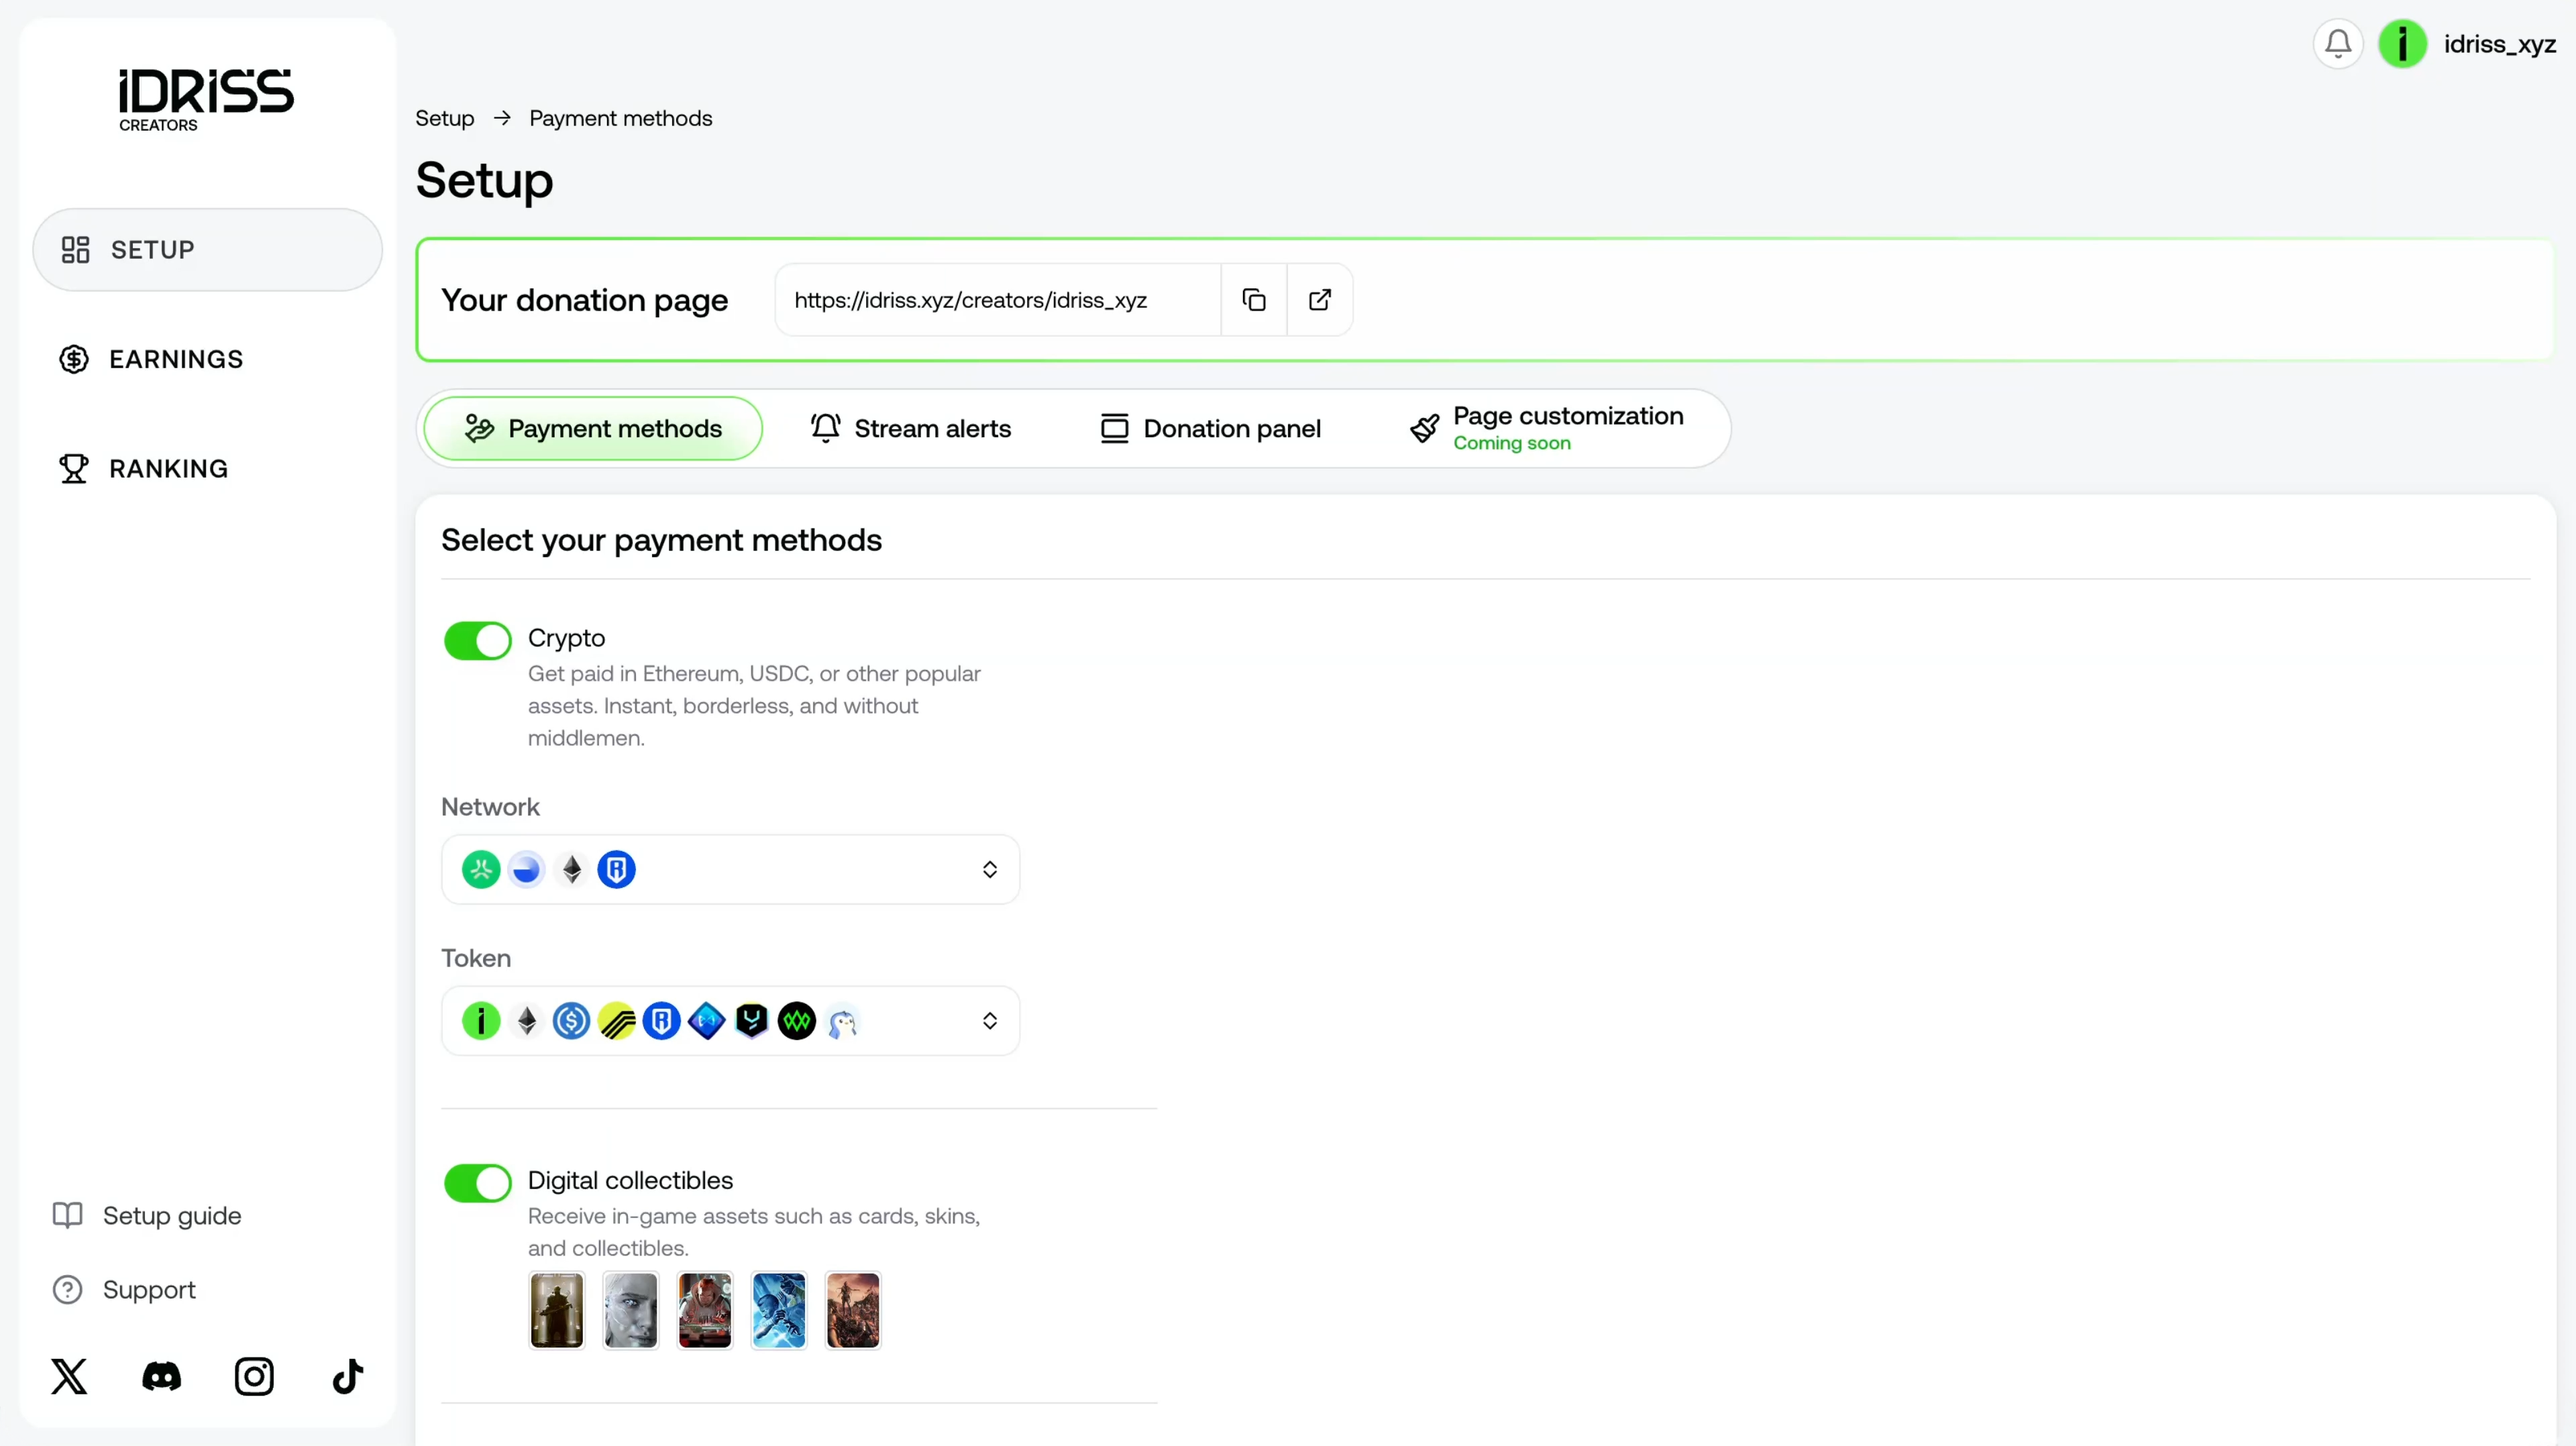 IDRISS
CREATORS
idriss_xyz
Setup → Payment methods
Setup
SETUP
EARNINGS
RANKING
Your donation page
https://idriss.xyz/creators/idriss_xyz
Payment methods
Stream alerts
Donation panel
Page customization
Coming soon
Select your payment methods
Crypto
Get paid in Ethereum, USDC, or other popular
assets. Instant, borderless, and without
middlemen.
Network
Token
Digital collectibles
Receive in-game assets such as cards, skins,
and collectibles.
Setup guide
Support